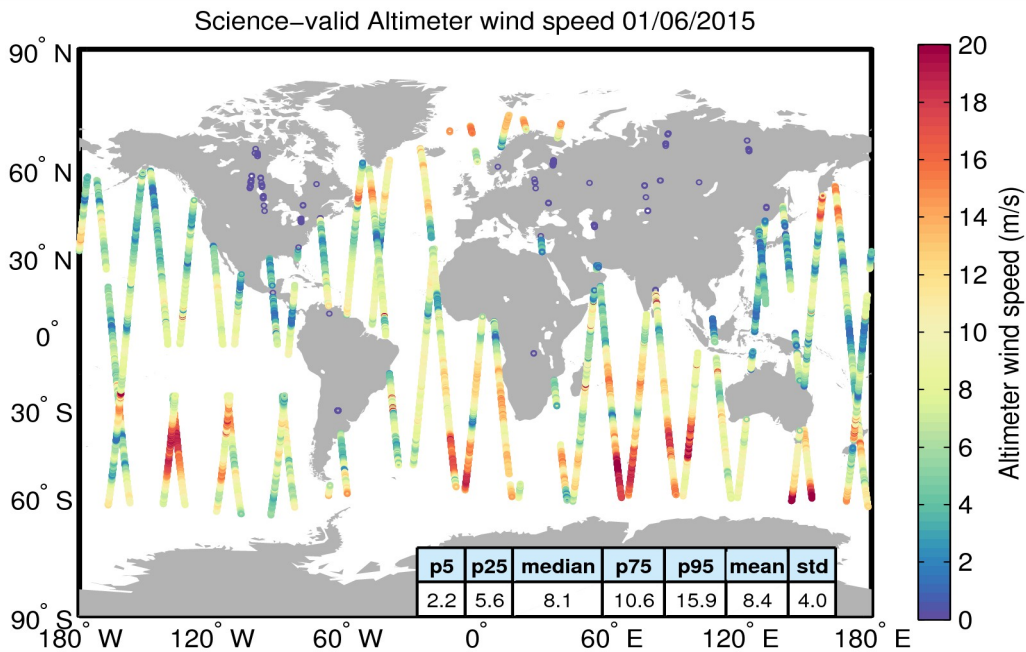 Science−valid Altimeter wind speed 01/06/2015
90° N
60° N
30° N
0°
30° S
60° S
90° S
180° W
120° W
60° W
0°
60° E
120° E
180° E
p5 p25 median p75 p95 mean std
2.2 5.6 8.1 10.6 15.9 8.4 4.0
20
18
16
14
12
10
8
6
4
2
0
Altimeter wind speed (m/s)